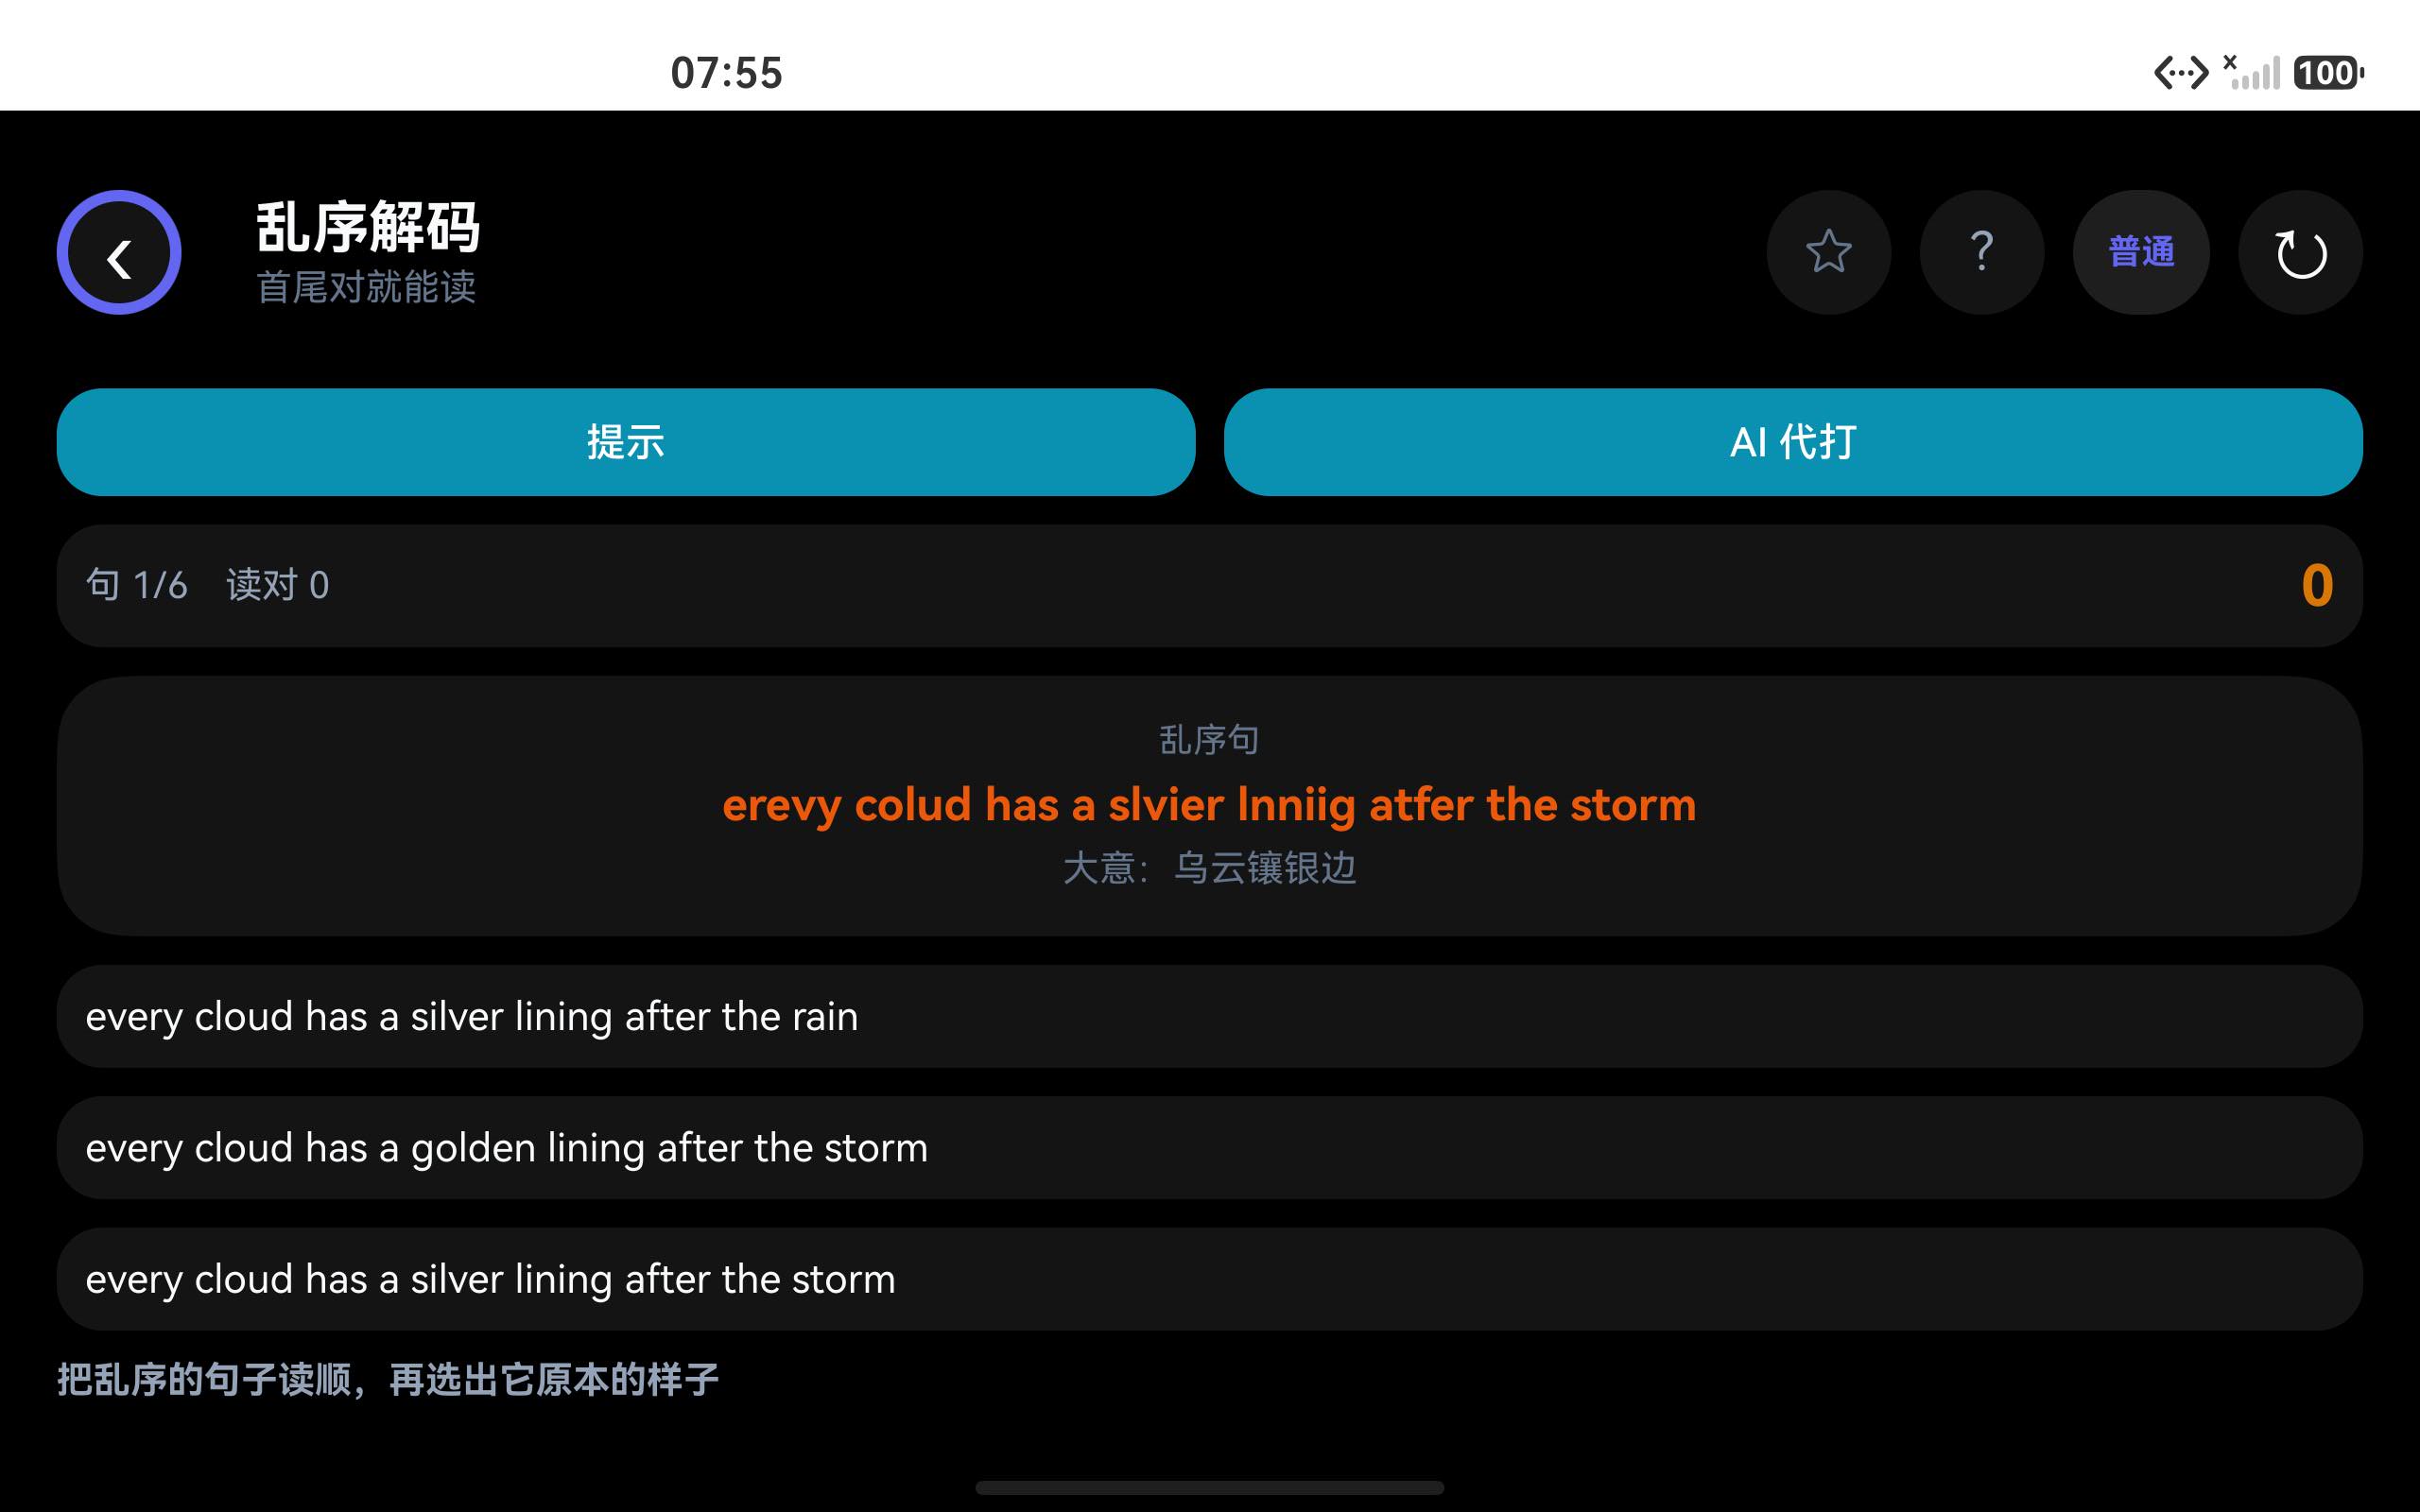 07:55
100
乱序解码
首尾对就能读
?
普通
提示
AI 代打
句 1/6 读对 0
0
乱序句
erevy colud has a slvier lnniig atfer the storm
大意：乌云镶银边
every cloud has a silver lining after the rain
every cloud has a golden lining after the storm
every cloud has a silver lining after the storm
把乱序的句子读顺，再选出它原本的样子